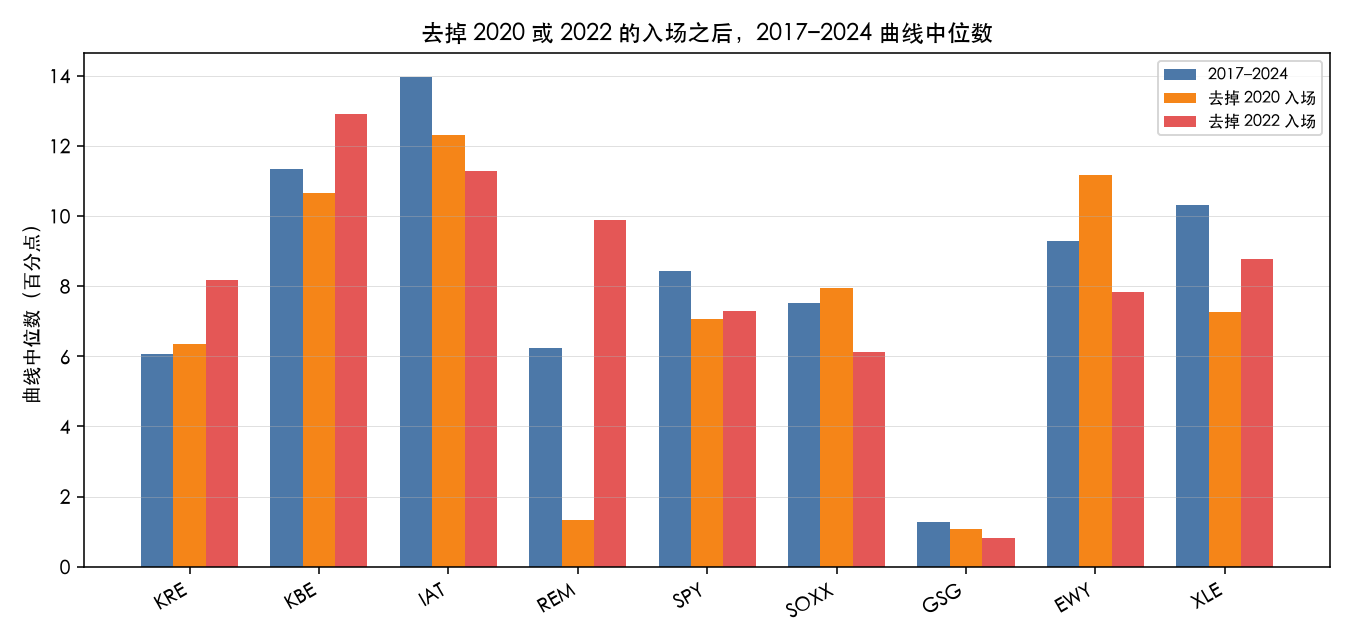 去掉 2020 或 2022 的入场之后，2017–2024 曲线中位数
2017–2024
去掉 2020 入场
去掉 2022 入场
曲线中位数（百分点）
14
12
10
8
6
4
2
0
KRE
KBE
IAT
REM
SPY
SOXX
GSG
EWY
XLE